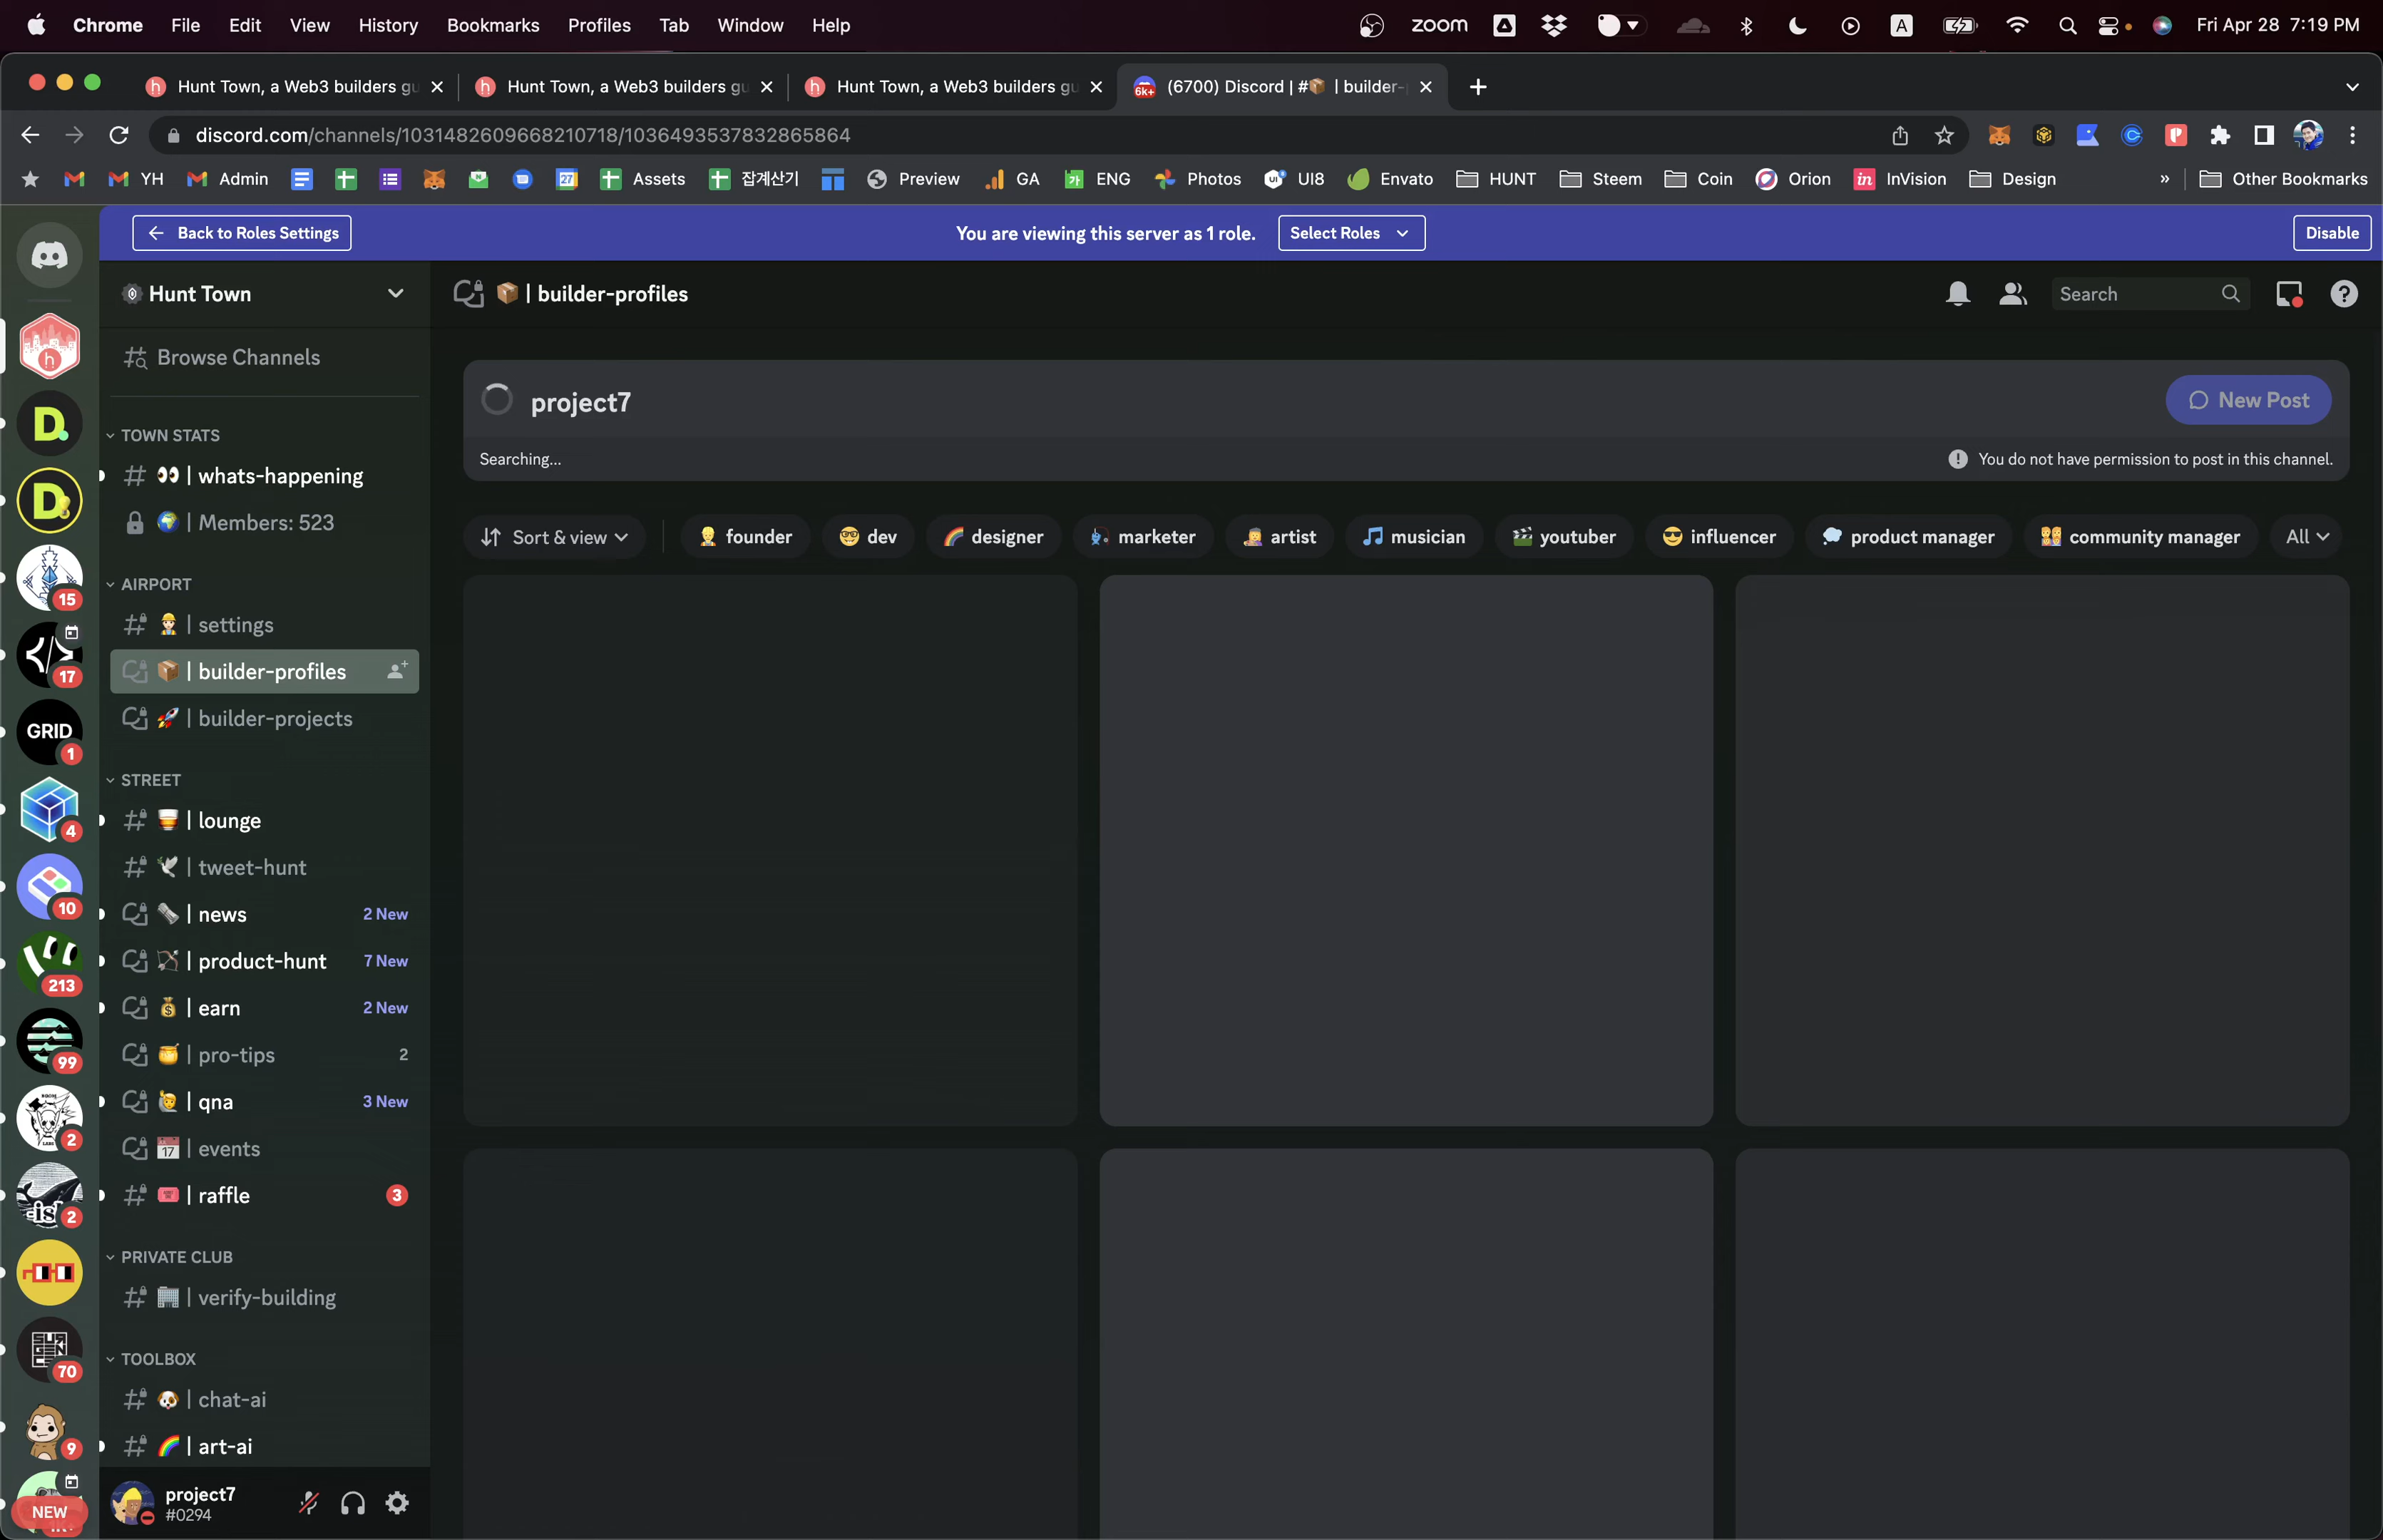 Chrome File Edit View History Bookmarks Profiles Tab Window Help zoom A Fri Apr 28 7:19 PM
Hunt Town, a Web3 builders gu Hunt Town, a Web3 builders gu Hunt Town, a Web3 builders gu 6k+ (6700) Discord | #📦 | builder-
discord.com/channels/1031482609668210718/1036493537832865864
YH Admin 27 Assets 잡계산기 Preview GA ENG Photos UI8 Envato HUNT Steem Coin Orion in InVision Design » Other Bookmarks
← Back to Roles Settings You are viewing this server as 1 role. Select Roles Disable
Hunt Town
📦 | builder-profiles
Search
Browse Channels
project7
New Post
Searching...
You do not have permission to post in this channel.
Sort & view founder dev designer marketer artist musician youtuber influencer product manager community manager All
TOWN STATS
👀 | whats-happening
🌍 | Members: 523
AIRPORT
👷 | settings
📦 | builder-profiles
🚀 | builder-projects
STREET
🥃 | lounge
🕊 | tweet-hunt
🗞 | news 2 New
🏹 | product-hunt 7 New
💰 | earn 2 New
🍯 | pro-tips 2
🙋 | qna 3 New
📅 | events
🎟 | raffle 3
PRIVATE CLUB
🏢 | verify-building
TOOLBOX
🐶 | chat-ai
🌈 | art-ai
project7
#0294
h
D.
D
15
17
GRID
1
4
10
213
99
2
is
2
70
9
NEW